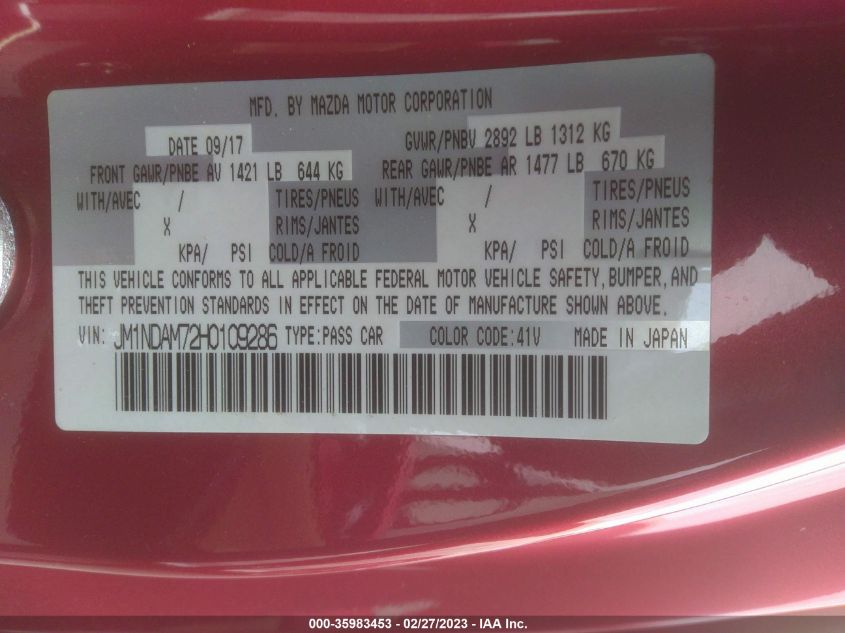 MFD. BY MAZDA MOTOR CORPORATION
DATE 09/17 GVWR/PNBV 2892 LB 1312 KG
FRONT GAWR/PNBE AV 1421 LB 644 KG REAR GAWR/PNBE AR 1477 LB 670 KG
WITH/AVEC / TIRES/PNEUS WITH/AVEC / TIRES/PNEUS
X RIMS/JANTES X RIMS/JANTES
KPA/ PSI COLD/A FROID KPA/ PSI COLD/A FROID
THIS VEHICLE CONFORMS TO ALL APPLICABLE FEDERAL MOTOR VEHICLE SAFETY, BUMPER, AND
THEFT PREVENTION STANDARDS IN EFFECT ON THE DATE OF MANUFACTURE SHOWN ABOVE.
VIN: JM1NDAM72H0109286 TYPE:PASS CAR COLOR CODE:41V MADE IN JAPAN
000-35983453 – 02/27/2023 – IAA Inc.